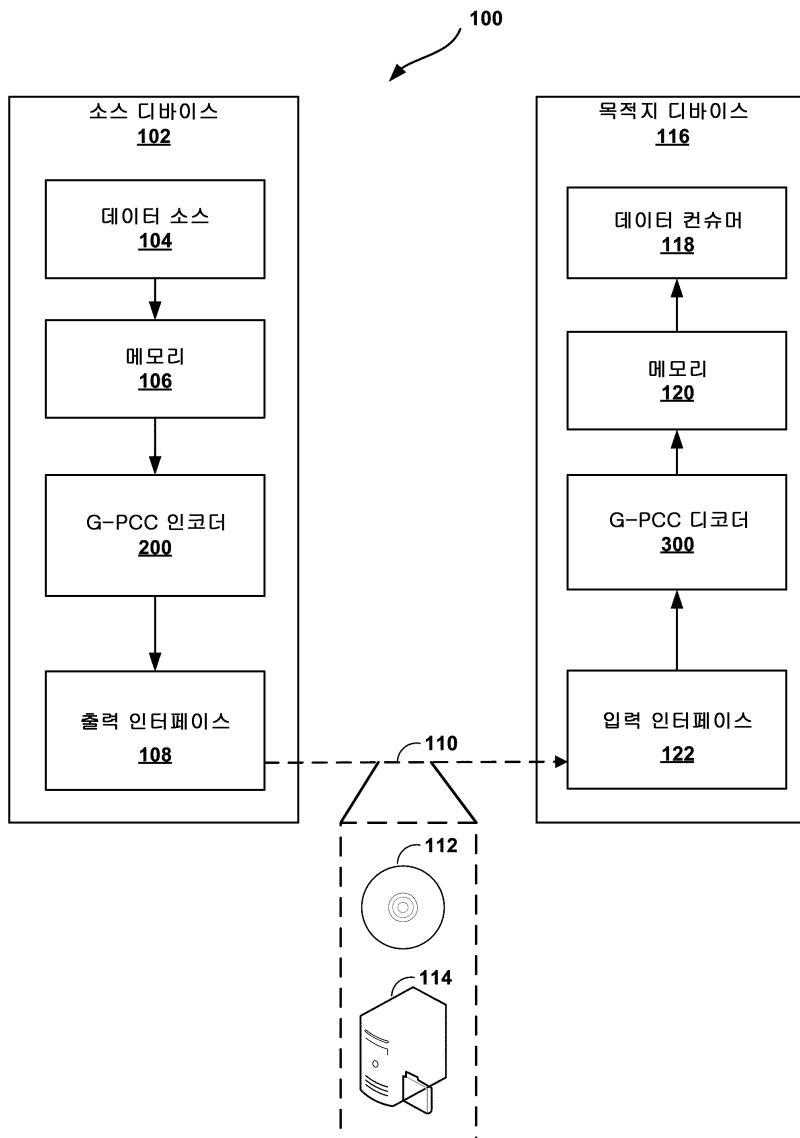 100
소스 디바이스
102
데이터 소스
104
메모리
106
G-PCC 인코더
200
출력 인터페이스
108
목적지 디바이스
116
데이터 컨슈머
118
메모리
120
G-PCC 디코더
300
입력 인터페이스
122
110
112
114